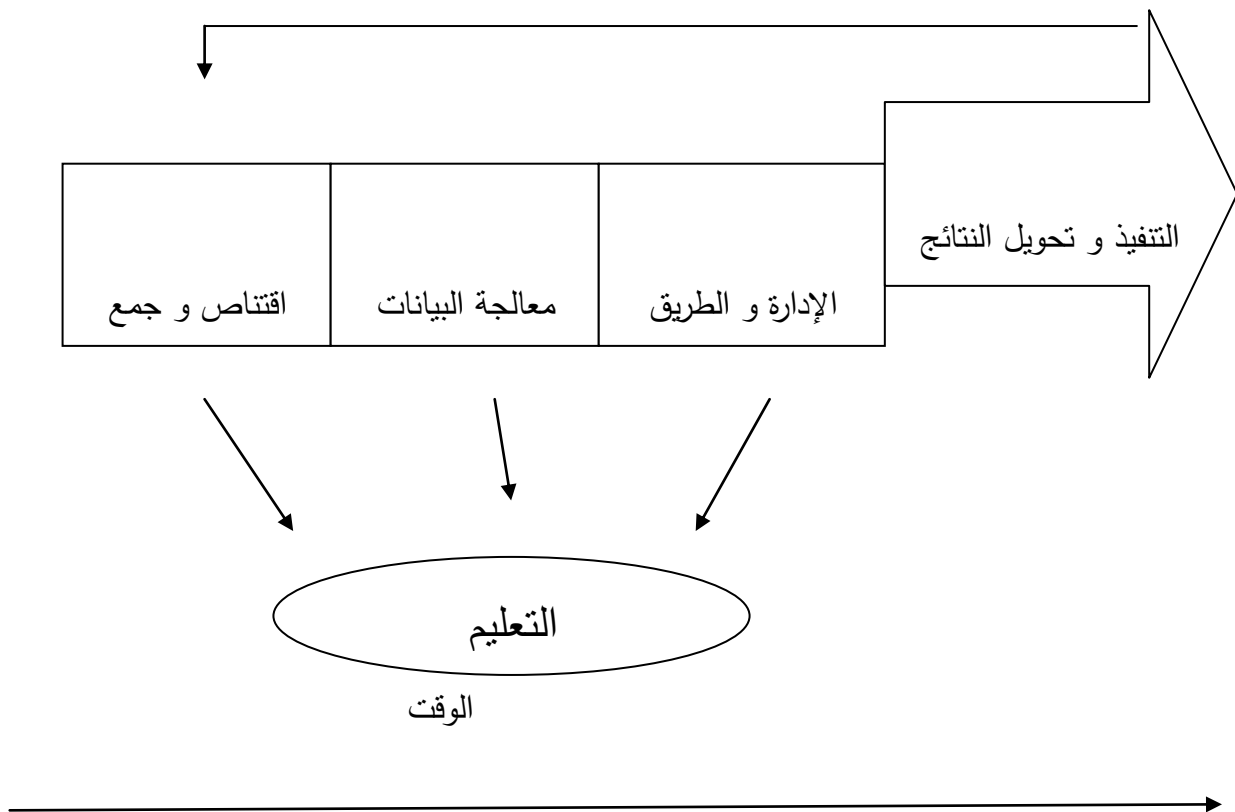 التنفيذ و تحويل النتائج
اقتناص و جمع
معالجة البيانات
الإدارة و الطريق
التعليم
الوقت